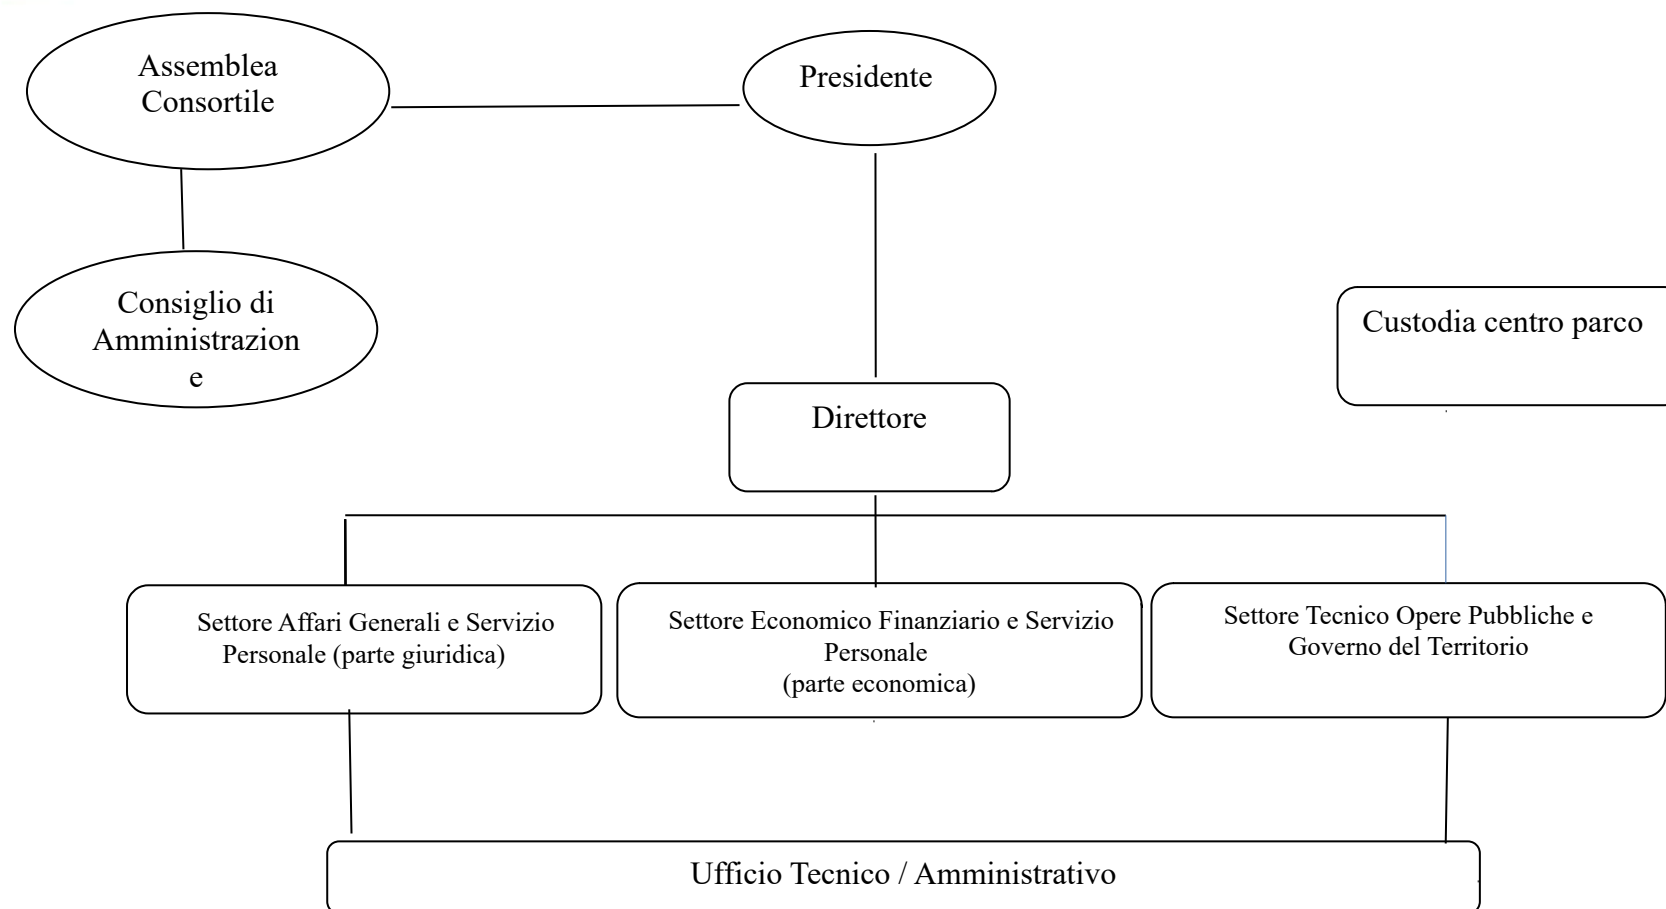 Assemblea
Consortile
Presidente
Consiglio di
Amministrazion
e
Custodia centro parco
Direttore
Settore Affari Generali e Servizio
Personale (parte giuridica)
Settore Economico Finanziario e Servizio
Personale
(parte economica)
Settore Tecnico Opere Pubbliche e
Governo del Territorio
Ufficio Tecnico / Amministrativo